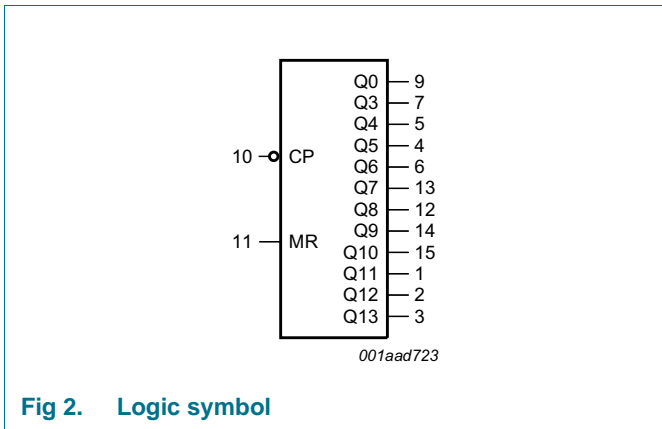 Q0 9
Q3 7
Q4 5
Q5 4
10 CP
Q6 6
Q7 13
Q8 12
Q9 14
11 MR
Q10 15
Q11 1
Q12 2
Q13 3
001aad723
Fig 2. Logic symbol